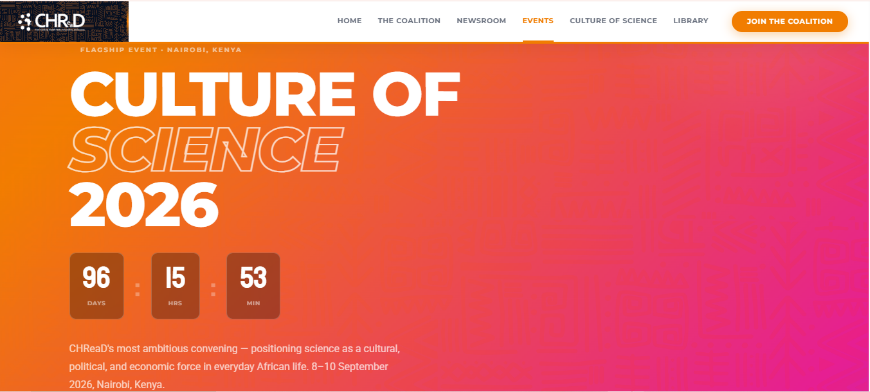 CHReaD
HOME THE COALITION NEWSROOM EVENTS CULTURE OF SCIENCE LIBRARY JOIN THE COALITION
FLAGSHIP EVENT · NAIROBI, KENYA
CULTURE OF
SCIENCE
2026
96 : 15 : 53
DAYS HRS MIN
CHReaD's most ambitious convening — positioning science as a cultural,
political, and economic force in everyday African life. 8–10 September
2026, Nairobi, Kenya.